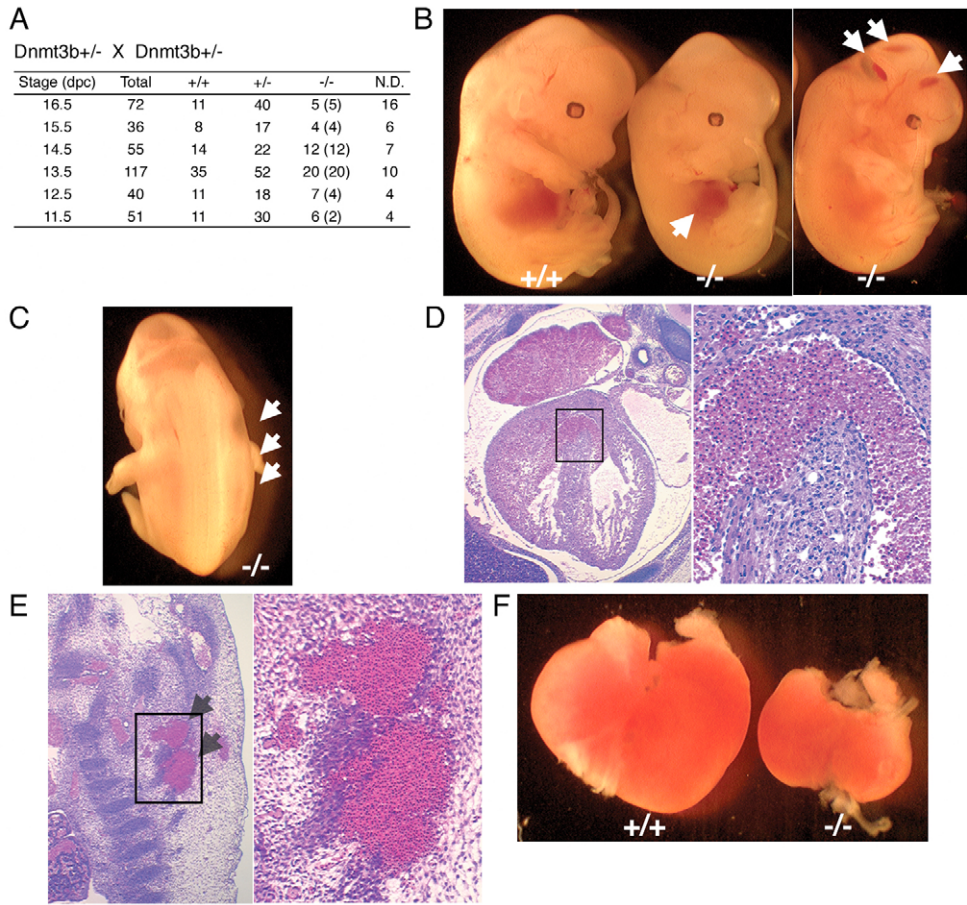 A
Dnmt3b+/- X Dnmt3b+/-
Stage (dpc) Total +/+ +/- -/- N.D.
16.5 72 11 40 5 (5) 16
15.5 36 8 17 4 (4) 6
14.5 55 14 22 12 (12) 7
13.5 117 35 52 20 (20) 10
12.5 40 11 18 7 (4) 4
11.5 51 11 30 6 (2) 4
B
+/+ -/- -/-
C
-/-
D
E
F
+/+ -/-